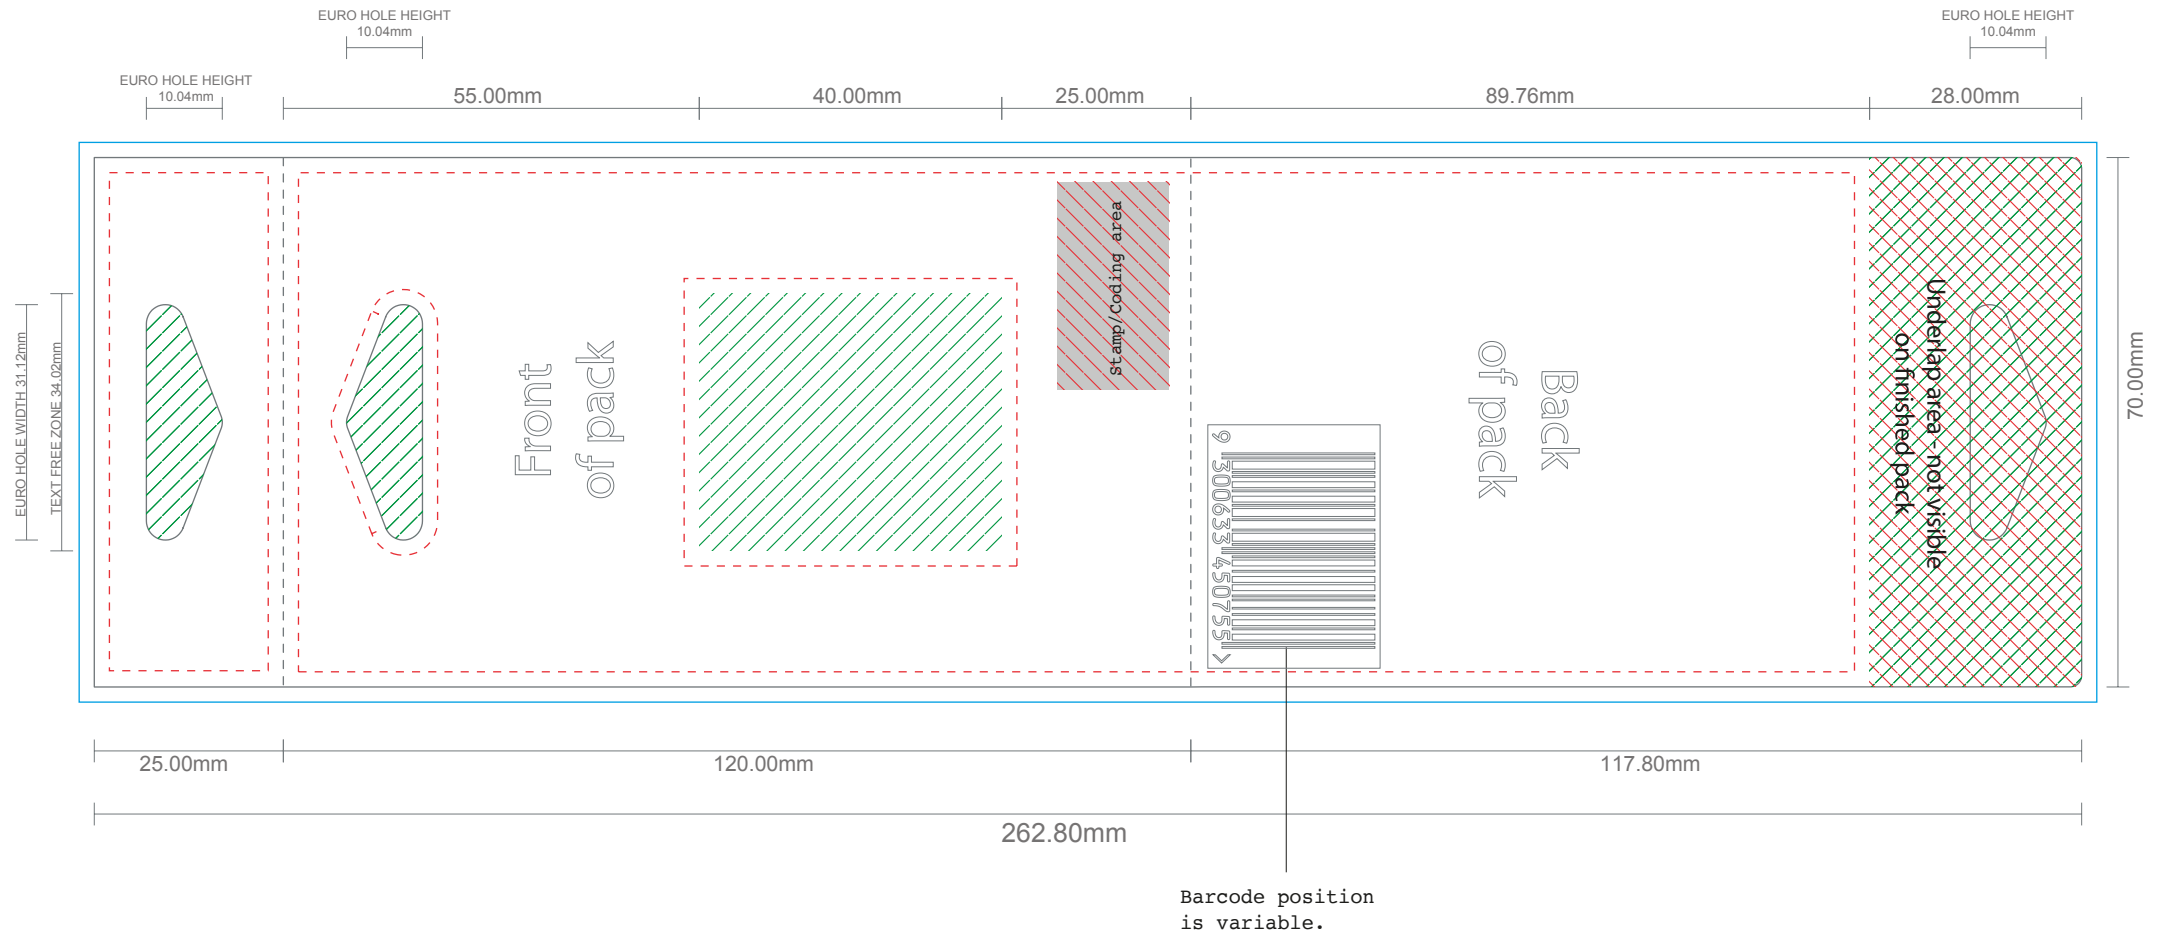 EURO HOLE HEIGHT
10.04mm
EURO HOLE HEIGHT
10.04mm
EURO HOLE HEIGHT
10.04mm
55.00mm
40.00mm
25.00mm
89.76mm
28.00mm
EURO HOLE WIDTH 31.12mm
TEXT FREE ZONE 34.02mm
Front
of pack
Stamp/Coding area
9 300633 450755 >
Back
of pack
Underlap area - not visible
on finished pack
70.00mm
25.00mm
120.00mm
117.80mm
262.80mm
Barcode position
is variable.